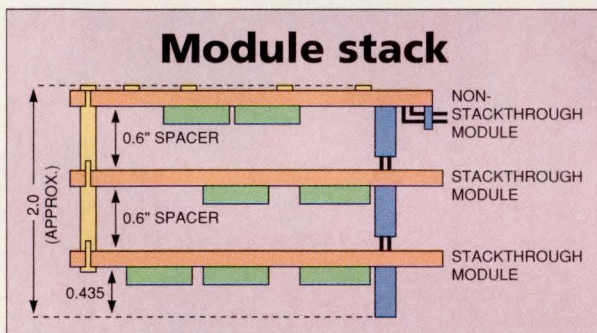 Module stack
NON-
STACKTHROUGH
MODULE
0.6" SPACER
STACKTHROUGH
MODULE
2.0
(APPROX.)
0.6" SPACER
STACKTHROUGH
MODULE
0.435